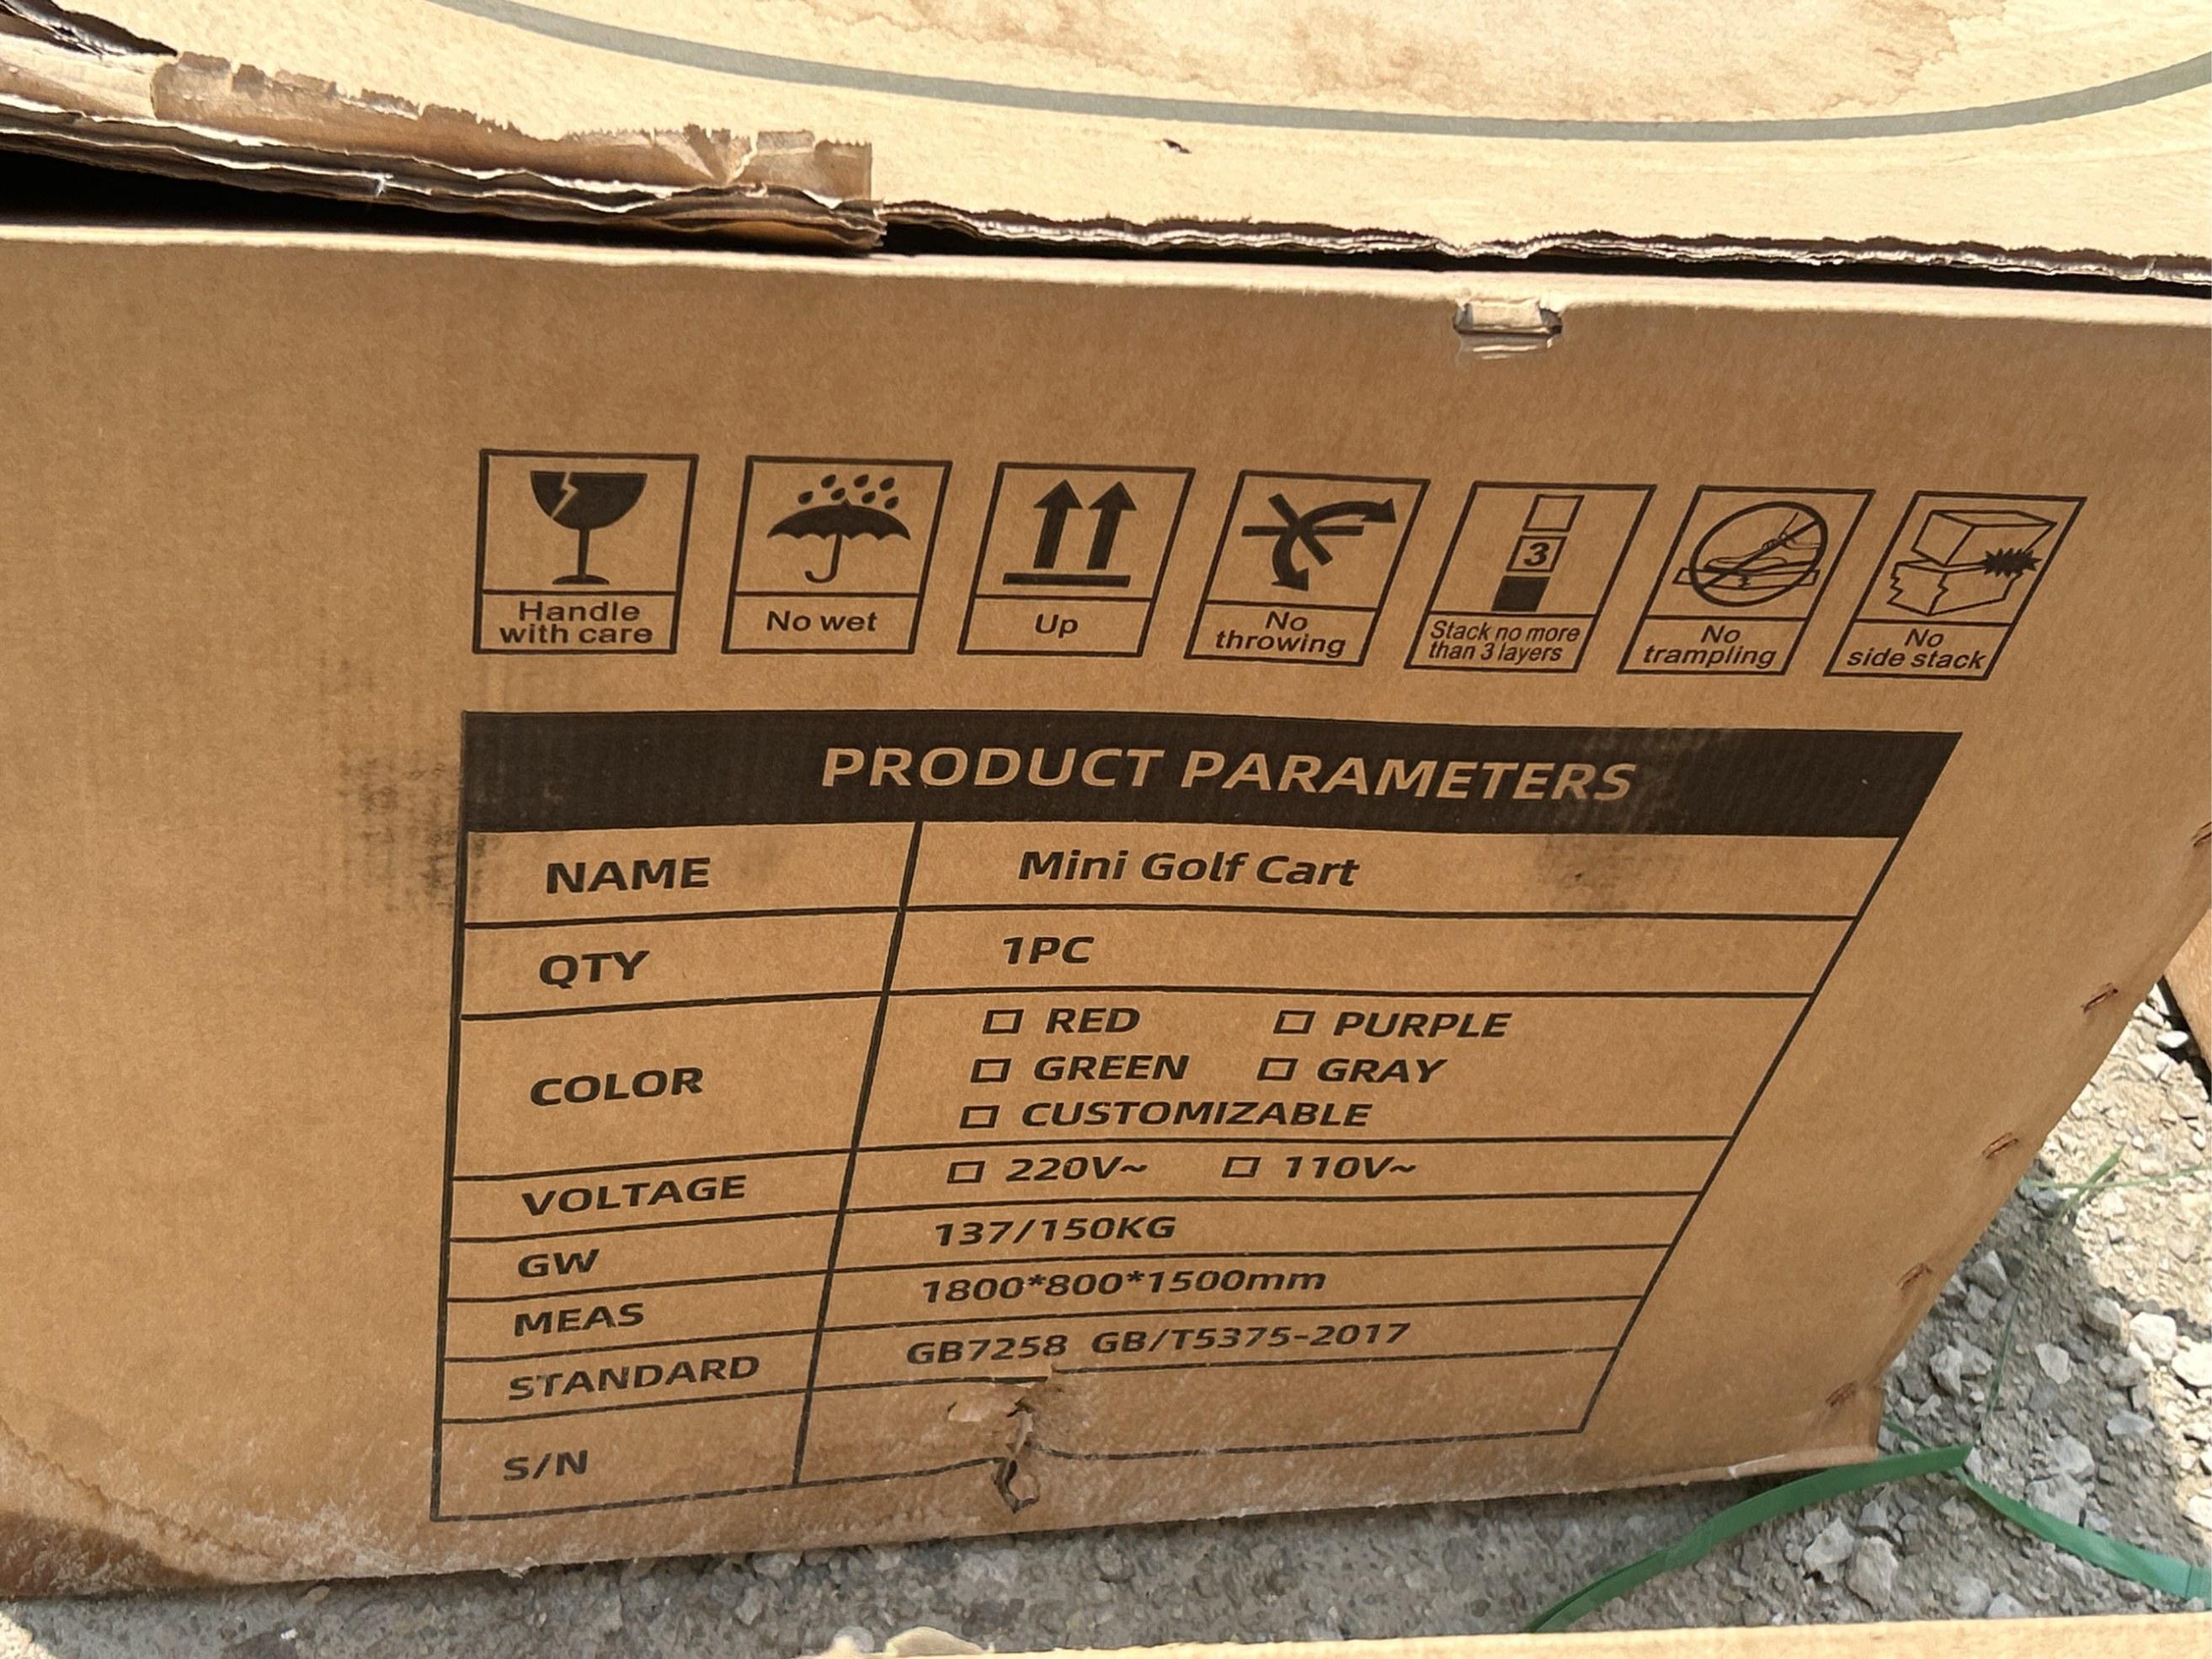 Handle
with care
No wet
Up
No
throwing
3
Stack no more
than 3 layers
No
trampling
No
side stack
PRODUCT PARAMETERS
NAME Mini Golf Cart
QTY 1PC
COLOR
RED PURPLE
GREEN GRAY
CUSTOMIZABLE
VOLTAGE 220V~ 110V~
GW 137/150KG
MEAS 1800*800*1500mm
STANDARD GB7258 GB/T5375-2017
S/N